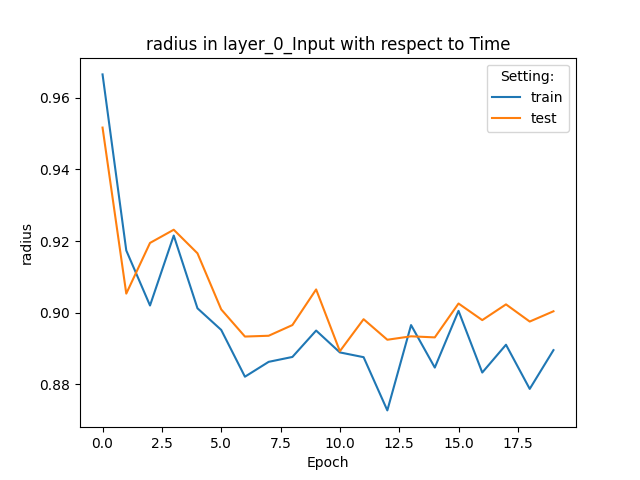 radius in layer_0_Input with respect to Time
Setting:
train
test
0.96
0.94
0.92
0.90
0.88
radius
0.0 2.5 5.0 7.5 10.0 12.5 15.0 17.5
Epoch